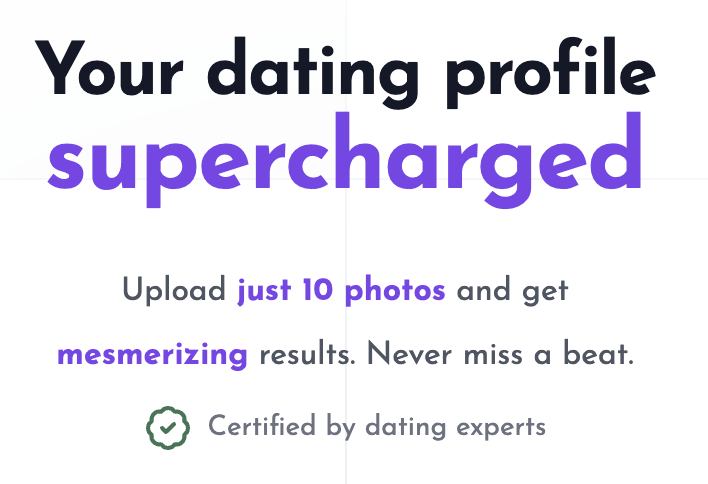 Your dating profile
supercharged
Upload just 10 photos and get
mesmerizing results. Never miss a beat.
Certified by dating experts